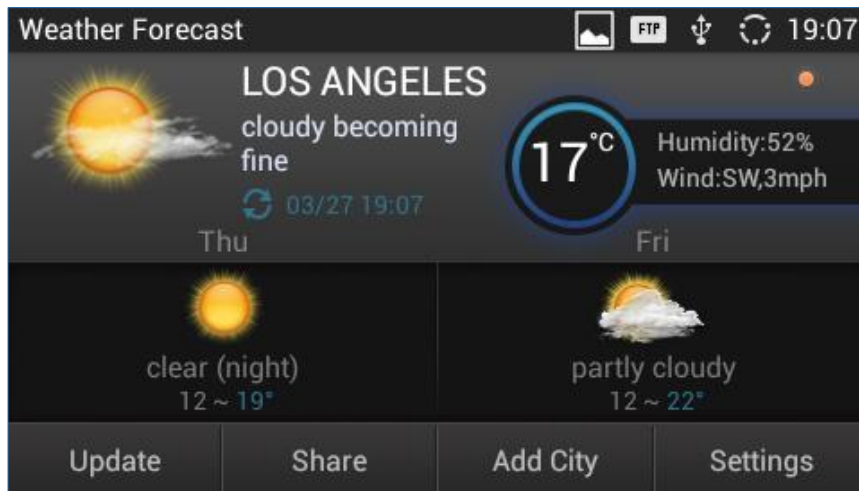 Weather Forecast
FTP
19:07
LOS ANGELES
cloudy becoming
fine
03/27 19:07
17°C
Humidity:52%
Wind:SW,3mph
Thu
Fri
clear (night)
12 ~ 19°
partly cloudy
12 ~ 22°
Update
Share
Add City
Settings